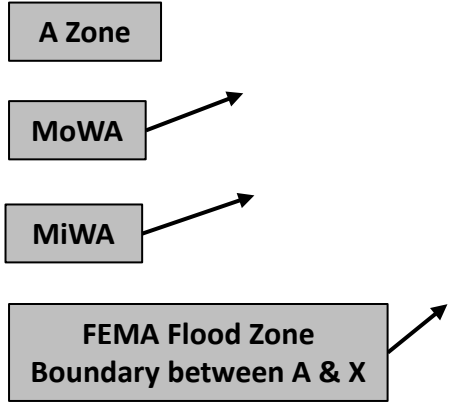 A Zone
MoWA
MiWA
FEMA Flood Zone
Boundary between A & X